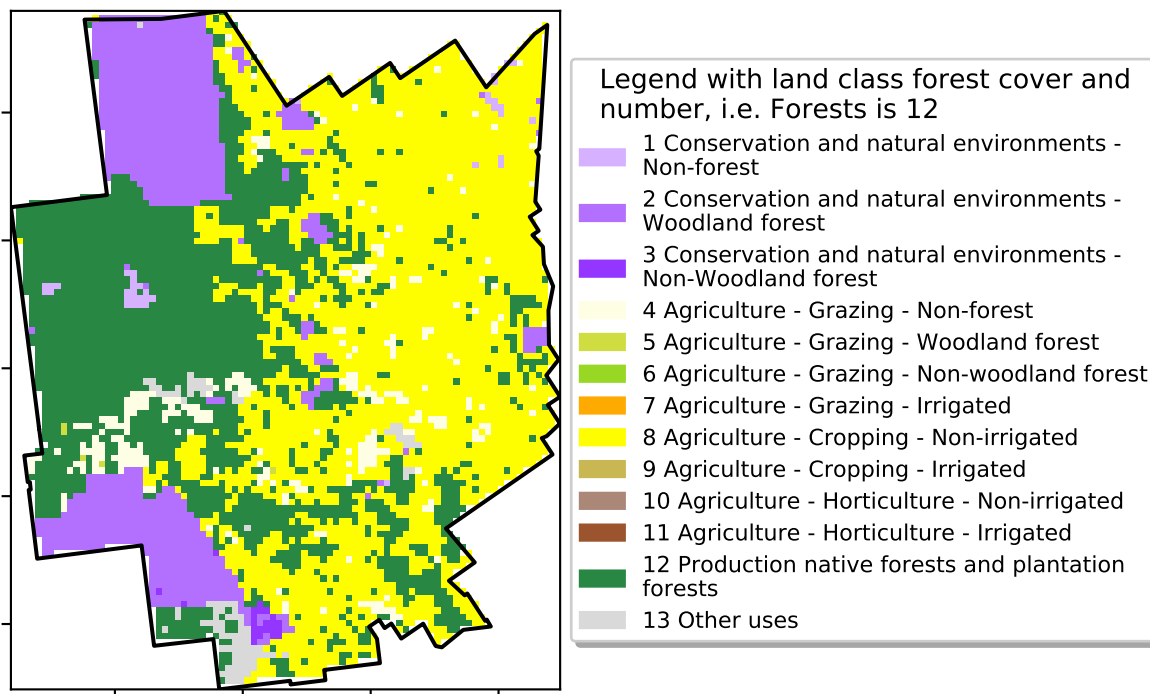 Legend with land class forest cover and
number, i.e. Forests is 12
1 Conservation and natural environments -
Non-forest
2 Conservation and natural environments -
Woodland forest
3 Conservation and natural environments -
Non-Woodland forest
4 Agriculture - Grazing - Non-forest
5 Agriculture - Grazing - Woodland forest
6 Agriculture - Grazing - Non-woodland forest
7 Agriculture - Grazing - Irrigated
8 Agriculture - Cropping - Non-irrigated
9 Agriculture - Cropping - Irrigated
10 Agriculture - Horticulture - Non-irrigated
11 Agriculture - Horticulture - Irrigated
12 Production native forests and plantation
forests
13 Other uses